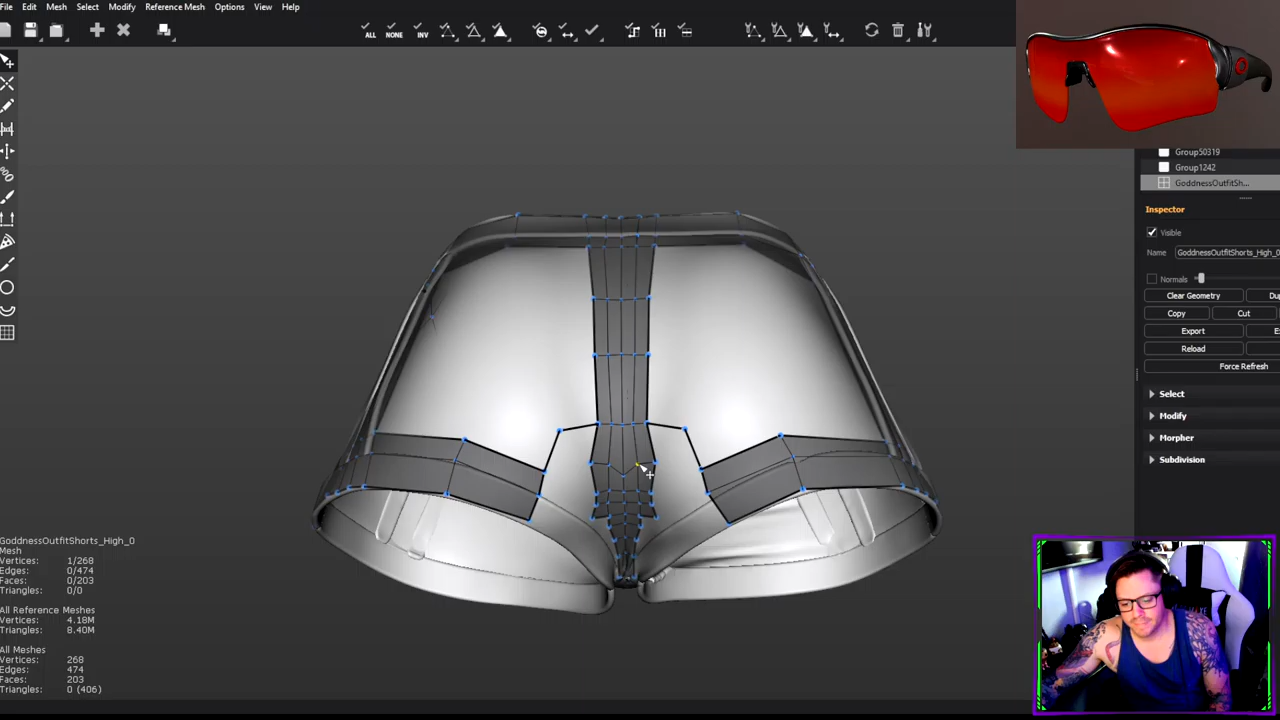 File Edit Mesh Select Modify Reference Mesh Options View Help
ALL NONE INV
Group50319
Group1242
GoddnessOutfitSh...
Inspector
Visible
Name GoddnessOutfitShorts_High_0
Normals
Clear Geometry Du
Copy Cut
Export E
Reload
Force Refresh
Select
Modify
Morpher
Subdivision
GoddnessOutfitShorts_High_0
Mesh
Vertices: 1/268
Edges: 0/474
Faces: 0/203
Triangles: 0/0
All Reference Meshes
Vertices: 4.18M
Triangles: 8.40M
All Meshes
Vertices: 268
Edges: 474
Faces: 203
Triangles: 0 (406)